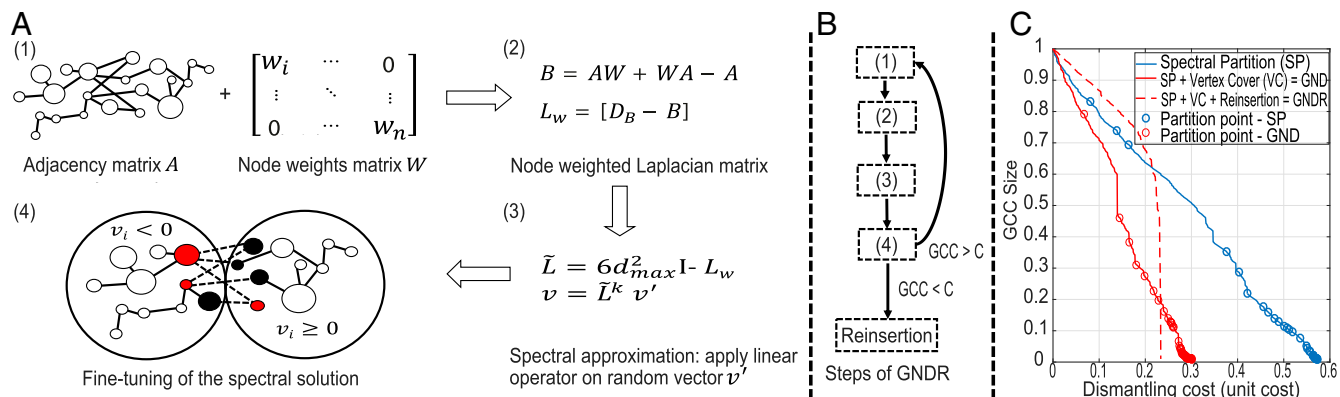 A
(1)
+
w_i ⋯ 0
⋮ ⋱ ⋮
0 ⋯ w_n
Adjacency matrix A
Node weights matrix W
(2)
B = AW + WA − A
L_w = [D_B − B]
Node weighted Laplacian matrix
(3)
L̃ = 6d²_max I- L_w
v = L̃^k v′
Spectral approximation: apply linear
operator on random vector v′
(4)
v_i < 0
v_i ≥ 0
Fine-tuning of the spectral solution
B
(1)
(2)
(3)
(4)
GCC > C
GCC < C
Reinsertion
Steps of GNDR
C
Spectral Partition (SP)
SP + Vertex Cover (VC) = GND
SP + VC + Reinsertion = GNDR
Partition point - SP
Partition point - GND
GCC Size
1
0.9
0.8
0.7
0.6
0.5
0.4
0.3
0.2
0.1
0
0 0.1 0.2 0.3 0.4 0.5 0.6
Dismantling cost (unit cost)